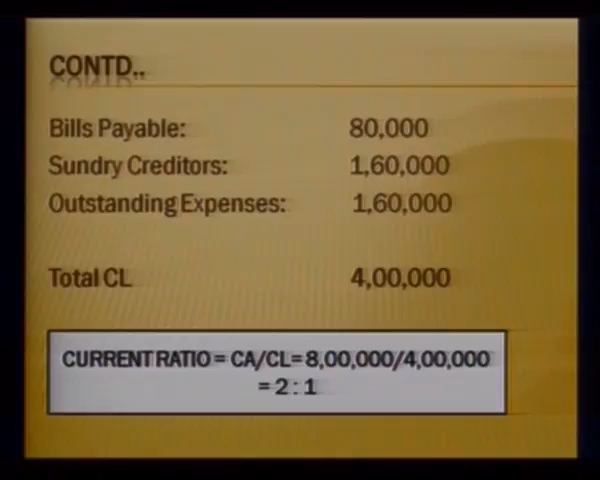 CONTD..
Bills Payable: 80,000
Sundry Creditors: 1,60,000
Outstanding Expenses: 1,60,000
Total CL 4,00,000
CURRENT RATIO = CA/CL= 8,00,000/4,00,000
= 2 : 1